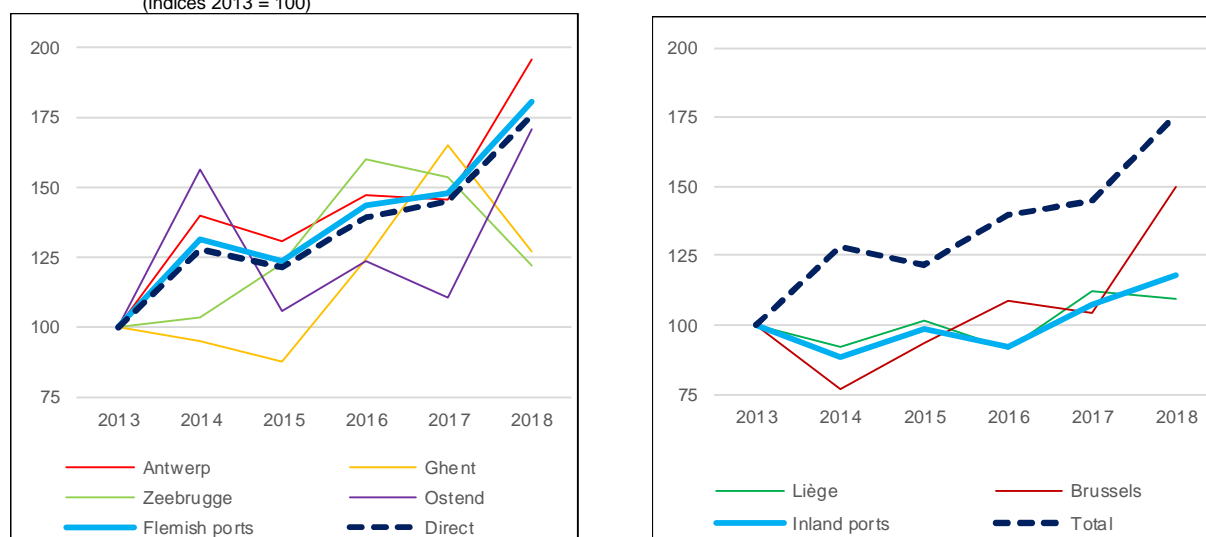 (indices 2013 = 100)
200
175
150
125
100
75
2013 2014 2015 2016 2017 2018
Antwerp Ghent
Zeebrugge Ostend
Flemish ports Direct
200
175
150
125
100
75
2013 2014 2015 2016 2017 2018
Liège Brussels
Inland ports Total